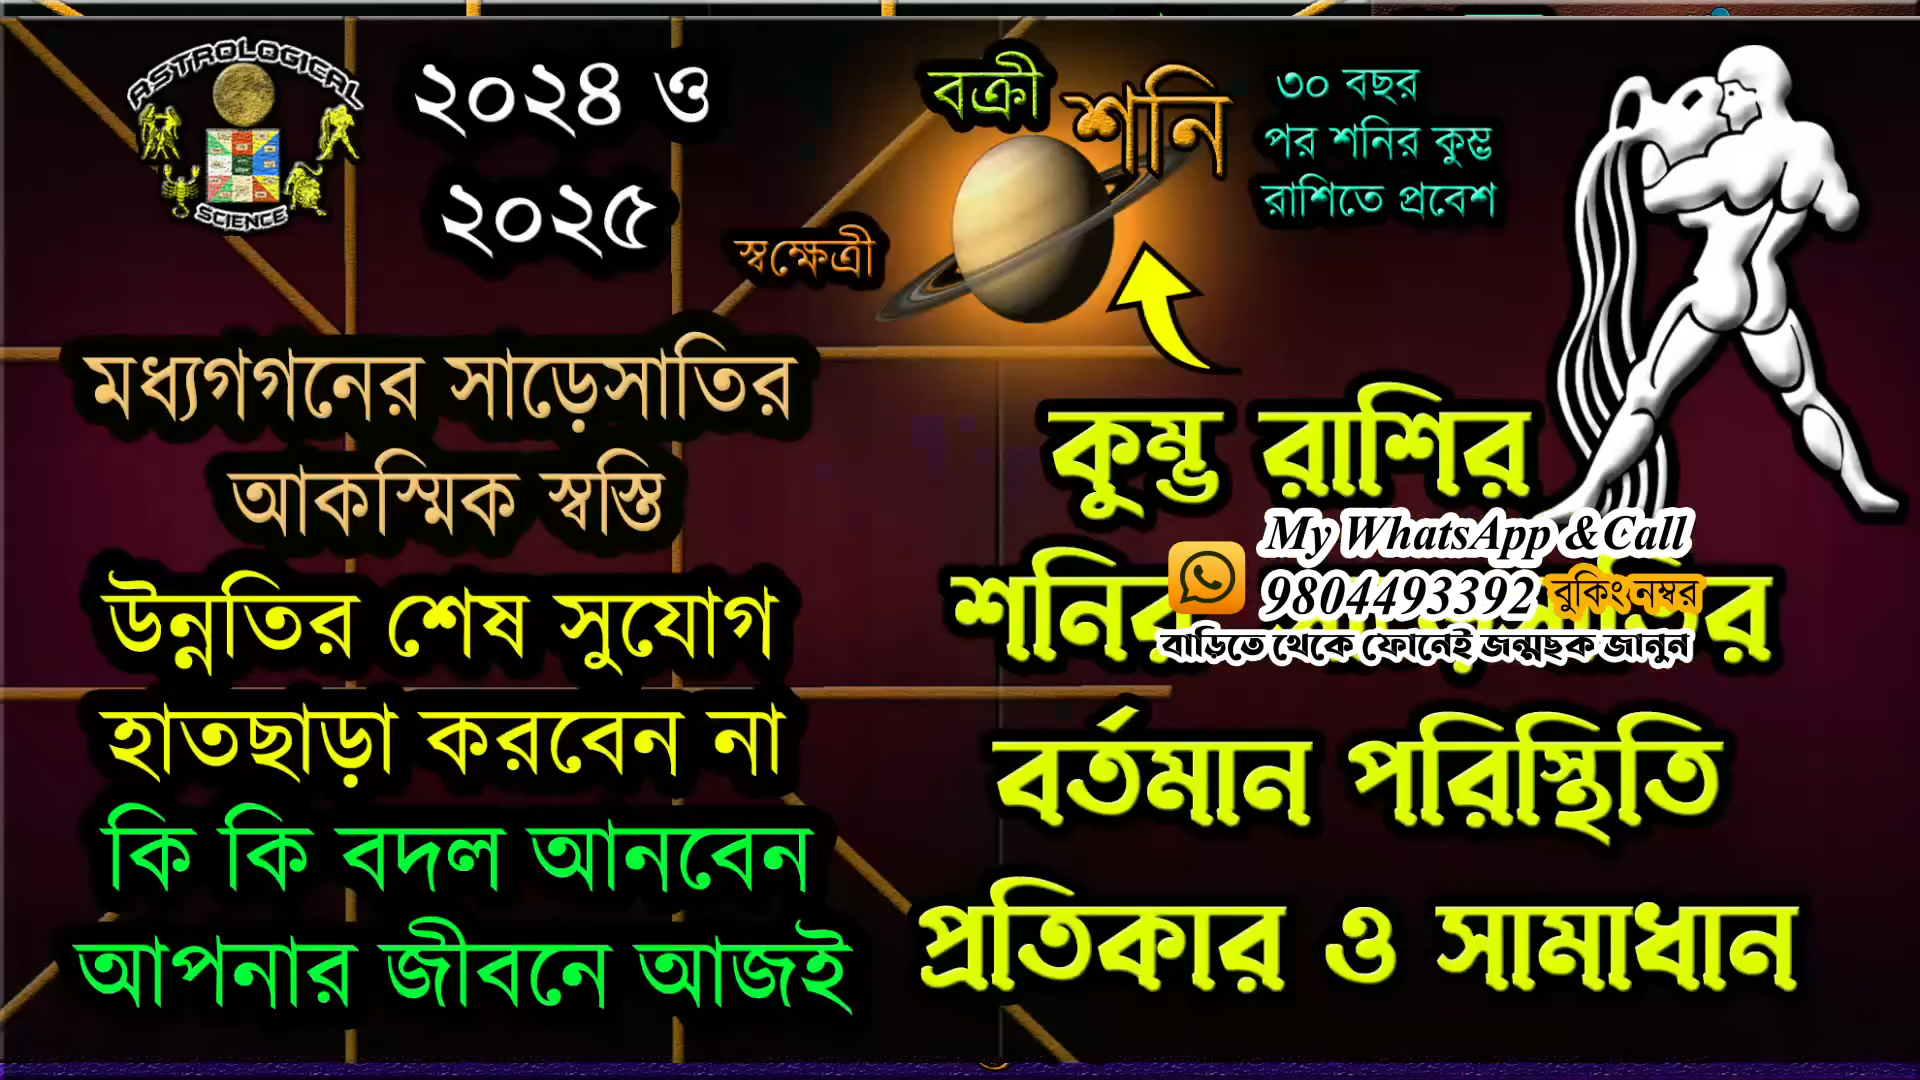 ASTROLOGICAL
SCIENCE
২০২৪ ও
২০২৫
বক্রী
শনি
স্বক্ষেত্রী
৩০ বছর
পর শনির কুম্ভ
রাশিতে প্রবেশ
মধ্যগগনের সাড়েসাতির
আকস্মিক স্বস্তি
উন্নতির শেষ সুযোগ
হাতছাড়া করবেন না
কি কি বদল আনবেন
আপনার জীবনে আজই
কুম্ভ রাশির
শনির
My WhatsApp &Call
9804493392 বুকিং নম্বর
বাড়িতে থেকে ফোনেই জন্মছক জানুন
বর্তমান পরিস্থিতি
প্রতিকার ও সামাধান